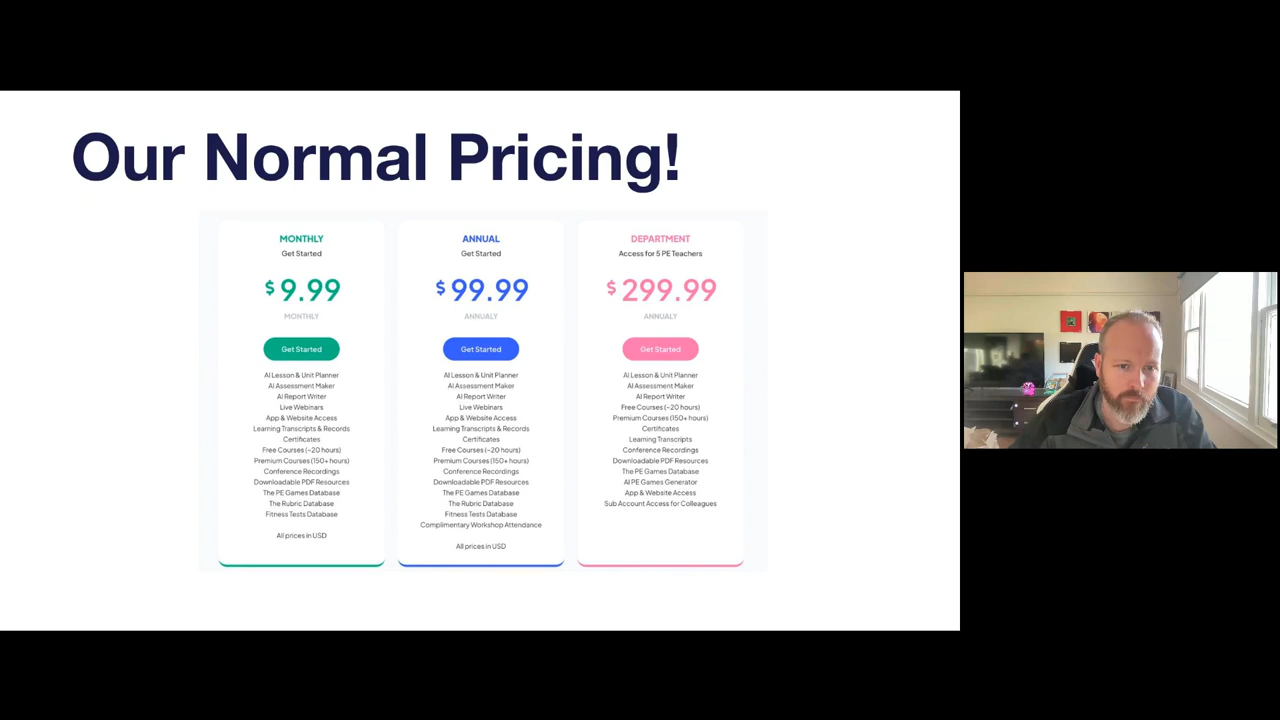 Our Normal Pricing!
MONTHLY
Get Started
$ 9.99
MONTHLY
Get Started
AI Lesson & Unit Planner
AI Assessment Maker
AI Report Writer
Live Webinars
App & Website Access
Learning Transcripts & Records
Certificates
Free Courses (~20 hours)
Premium Courses (150+ hours)
Conference Recordings
Downloadable PDF Resources
The PE Games Database
The Rubric Database
Fitness Tests Database
All prices in USD
ANNUAL
Get Started
$ 99.99
ANNUALY
Get Started
AI Lesson & Unit Planner
AI Assessment Maker
AI Report Writer
Live Webinars
App & Website Access
Learning Transcripts & Records
Certificates
Free Courses (~20 hours)
Premium Courses (150+ hours)
Conference Recordings
Downloadable PDF Resources
The PE Games Database
The Rubric Database
Fitness Tests Database
Complimentary Workshop Attendance
All prices in USD
DEPARTMENT
Access for 5 PE Teachers
$ 299.99
ANNUALY
Get Started
AI Lesson & Unit Planner
AI Assessment Maker
AI Report Writer
Free Courses (~20 hours)
Premium Courses (150+ hours)
Certificates
Learning Transcripts
Conference Recordings
Downloadable PDF Resources
The PE Games Database
AI PE Games Generator
App & Website Access
Sub Account Access for Colleagues